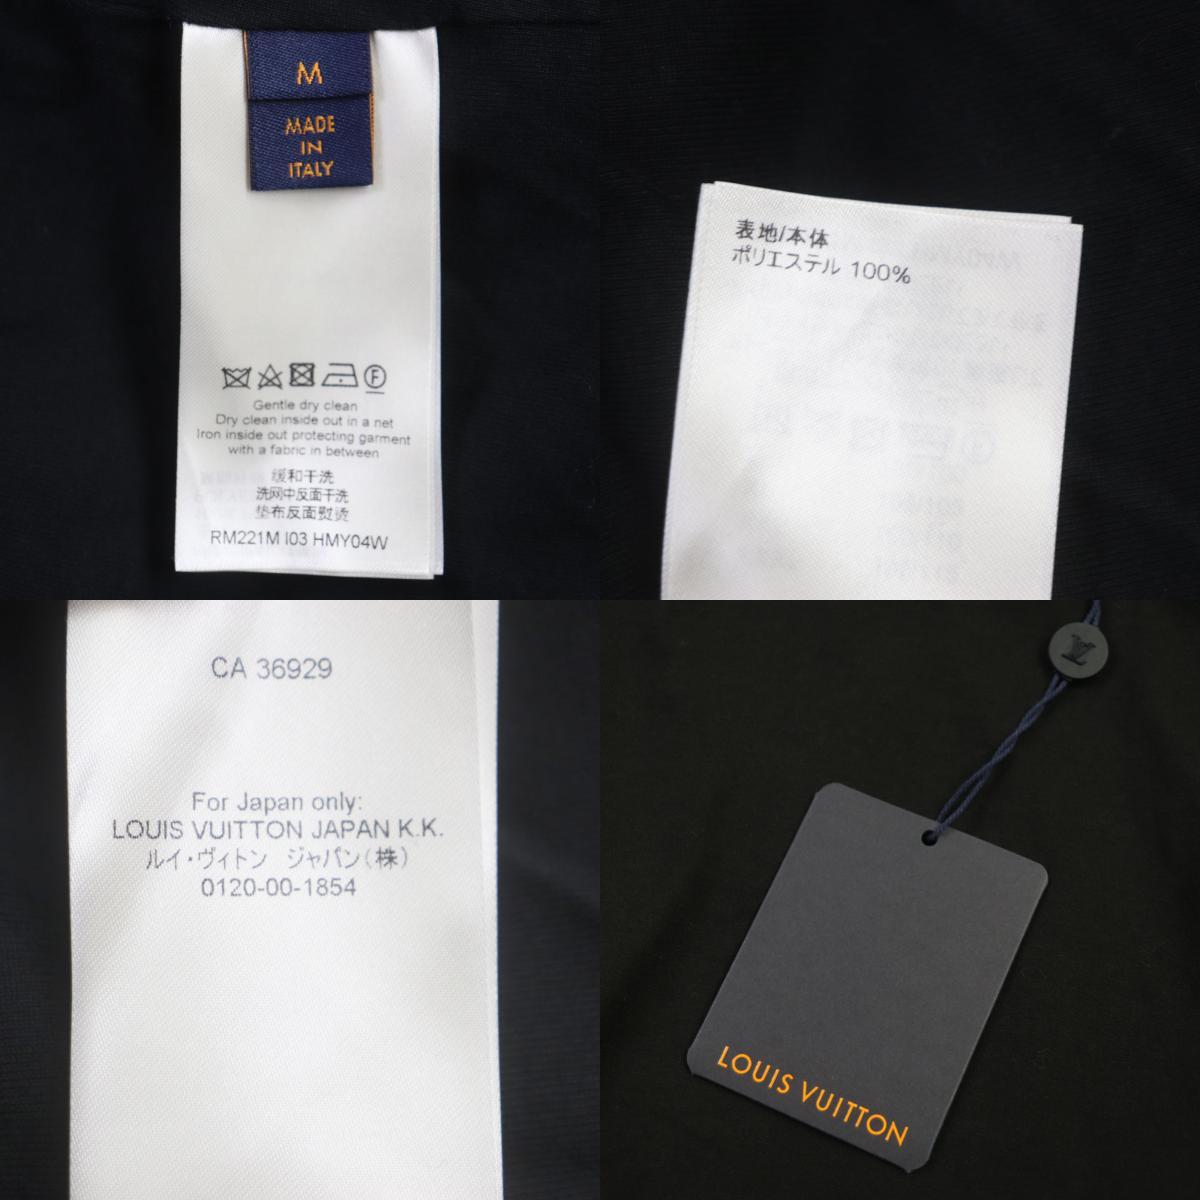 M
MADE
IN
ITALY
F
Gentle dry clean
Dry clean inside out in a net
Iron inside out protecting garment
with a fabric in between
缓和干洗
洗网中反面干洗
垫布反面熨烫
RM221M I03 HMY04W
表地/本体
ポリエステル 100%
CA 36929
For Japan only:
LOUIS VUITTON JAPAN K.K.
ルイ・ヴィトン ジャパン(株)
0120-00-1854
LV
LOUIS VUITTON